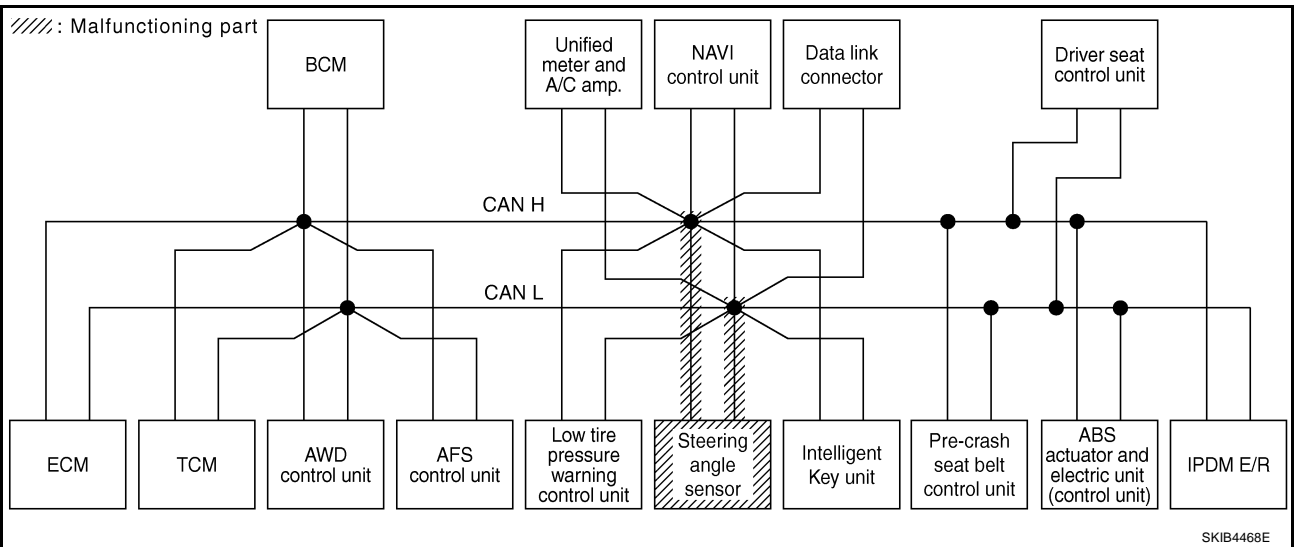 : Malfunctioning part
BCM
Unified
meter and
A/C amp.
NAVI
control unit
Data link
connector
Driver seat
control unit
CAN H
CAN L
ECM
TCM
AWD
control unit
AFS
control unit
Low tire
pressure
warning
control unit
Steering
angle
sensor
Intelligent
Key unit
Pre-crash
seat belt
control unit
ABS
actuator and
electric unit
(control unit)
IPDM E/R
SKIB4468E